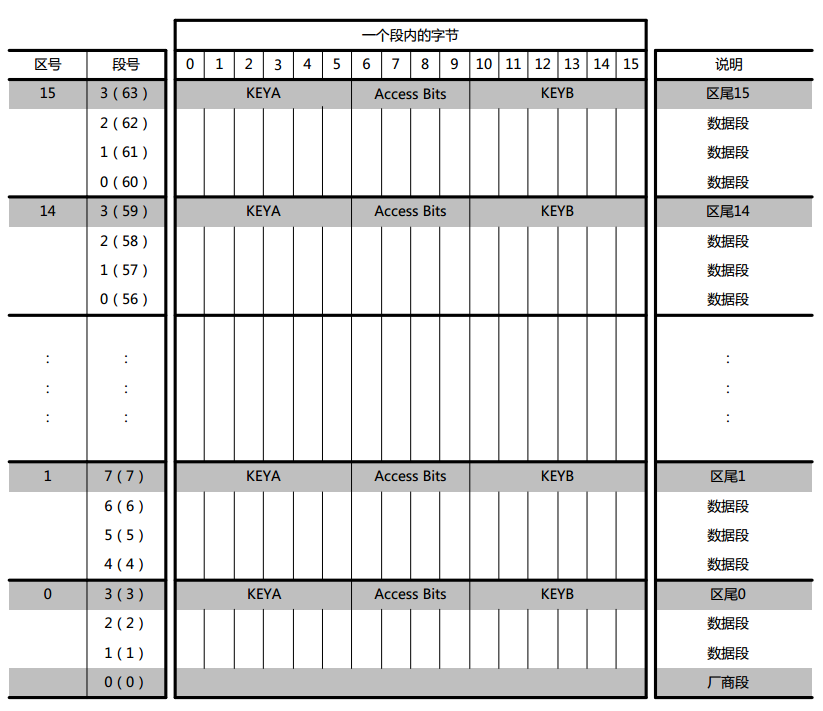 一个段内的字节
区号 段号 0 1 2 3 4 5 6 7 8 9 10 11 12 13 14 15 说明
15 3（63） KEYA Access Bits KEYB 区尾15
2（62） 数据段
1（61） 数据段
0（60） 数据段
14 3（59） KEYA Access Bits KEYB 区尾14
2（58） 数据段
1（57） 数据段
0（56） 数据段
: : :
: : :
: : :
1 7（7） KEYA Access Bits KEYB 区尾1
6（6） 数据段
5（5） 数据段
4（4） 数据段
0 3（3） KEYA Access Bits KEYB 区尾0
2（2） 数据段
1（1） 数据段
0（0） 厂商段